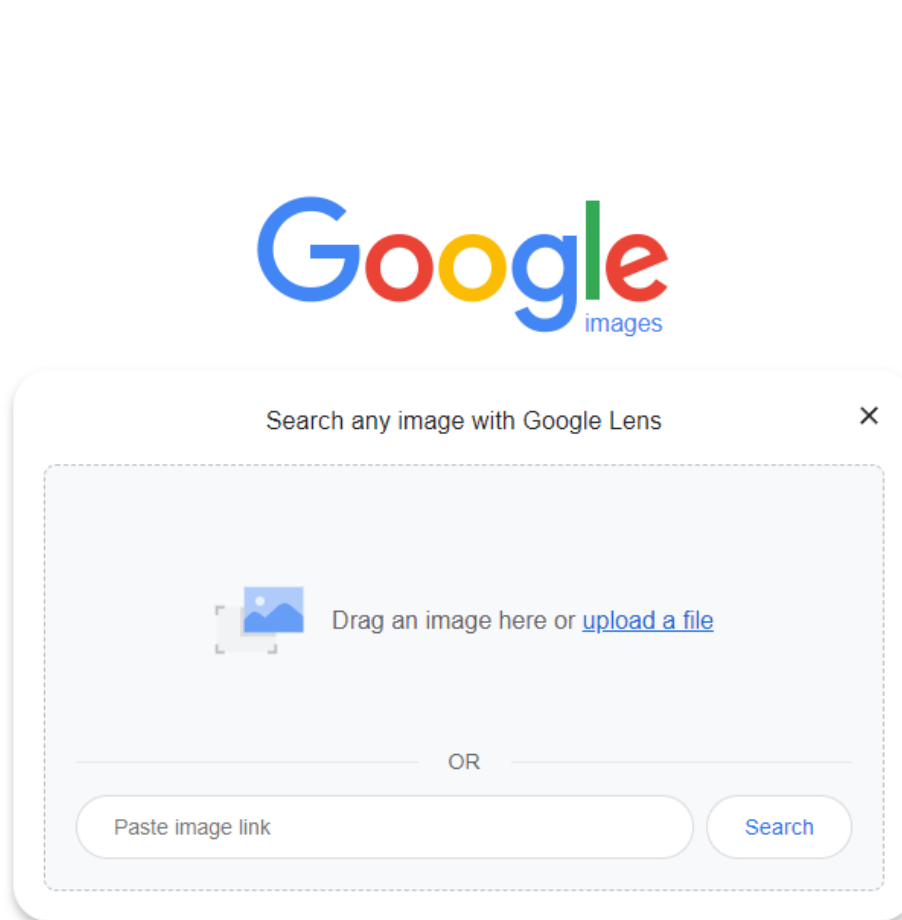 Google
images
Search any image with Google Lens
Drag an image here or upload a file
OR
Paste image link
Search